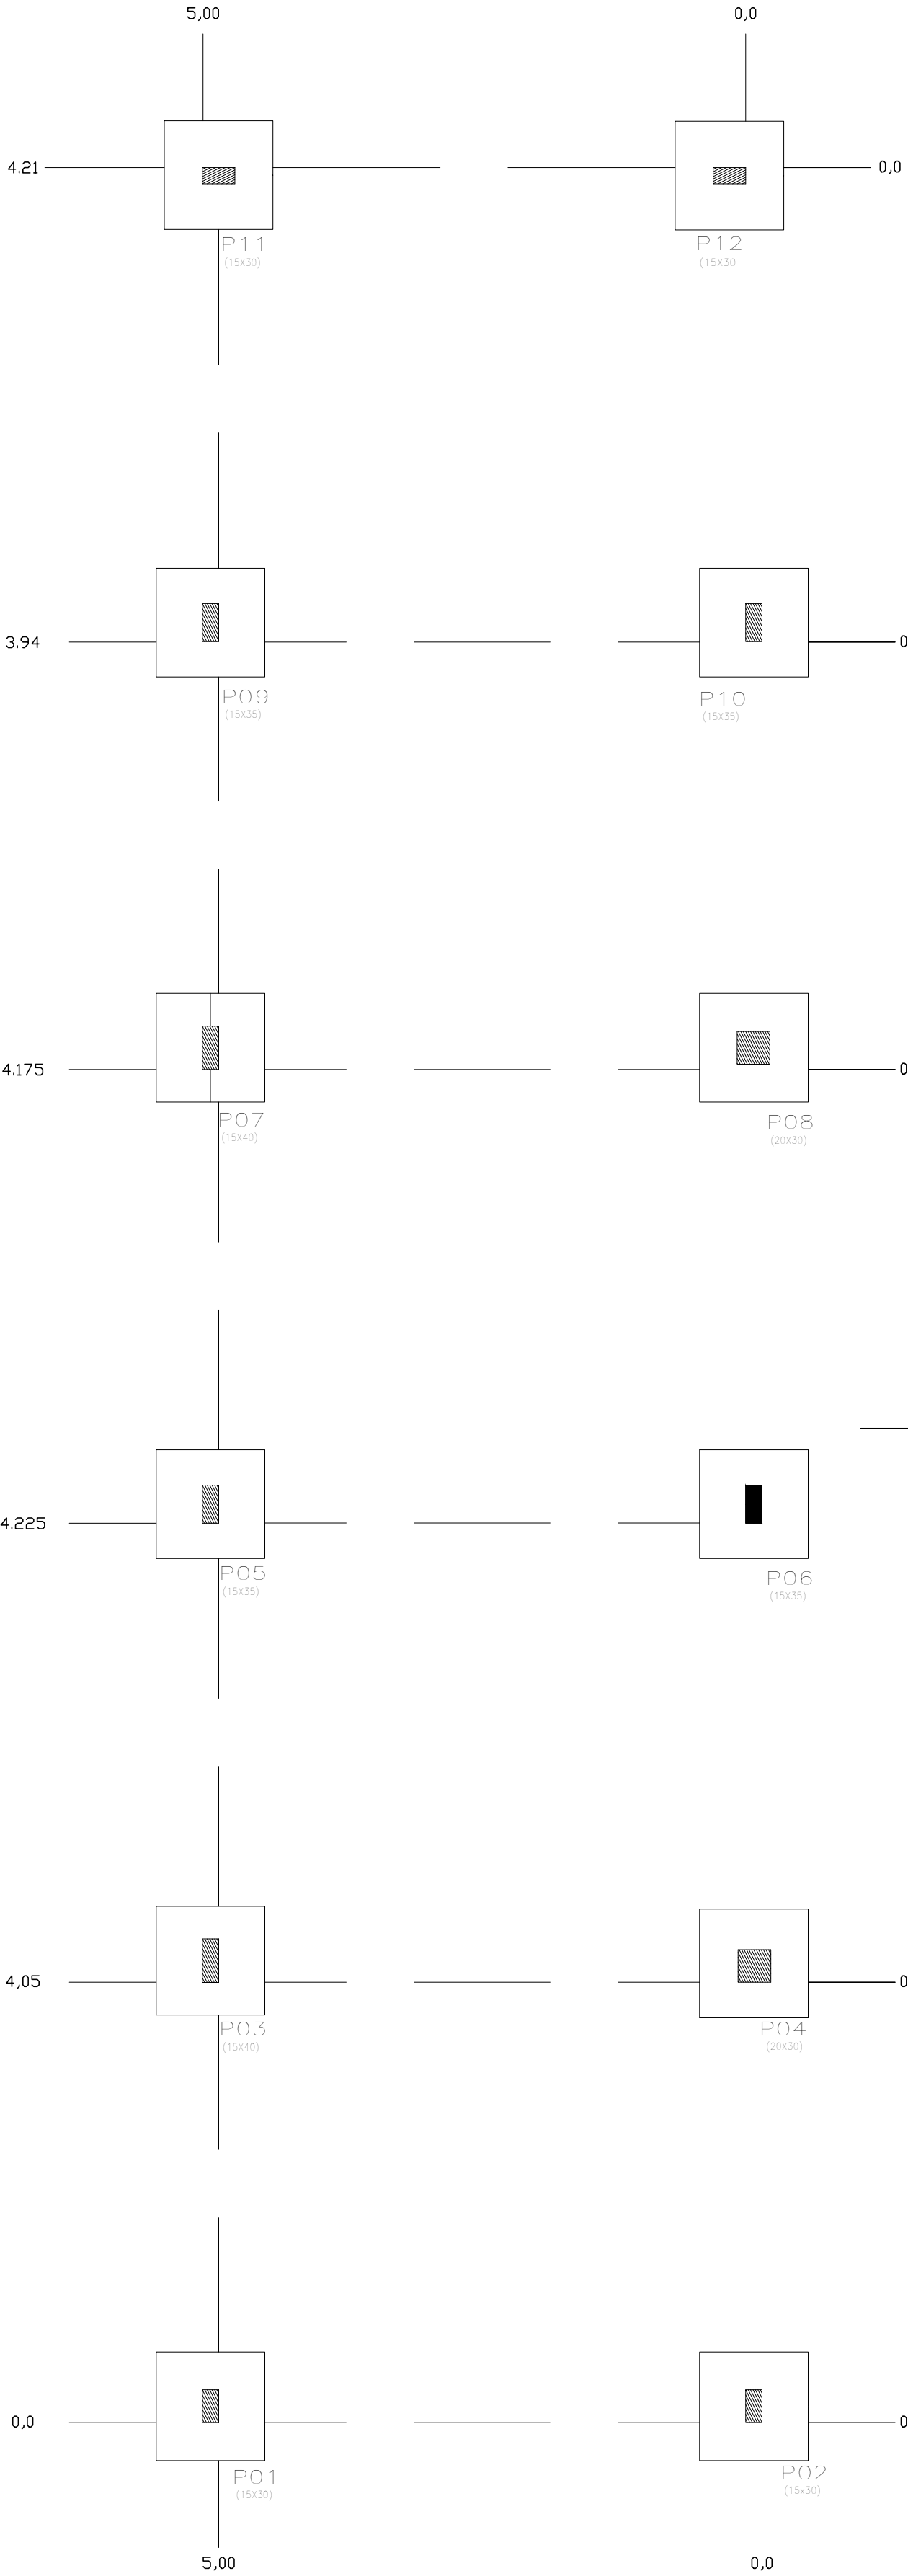 5,00 0,0
4.21 0,0
P11 P12
(15X30) (15X30
3.94 0
P09 P10
(15X35) (15X35)
4.175 0
P07 P08
(15X40) (20X30)
4.225
P05 P06
(15X35) (15X35)
4,05 0
P03 P04
(15X40) (20X30)
0,0 0
P01 P02
(15X30) (15x30)
5,00 0,0